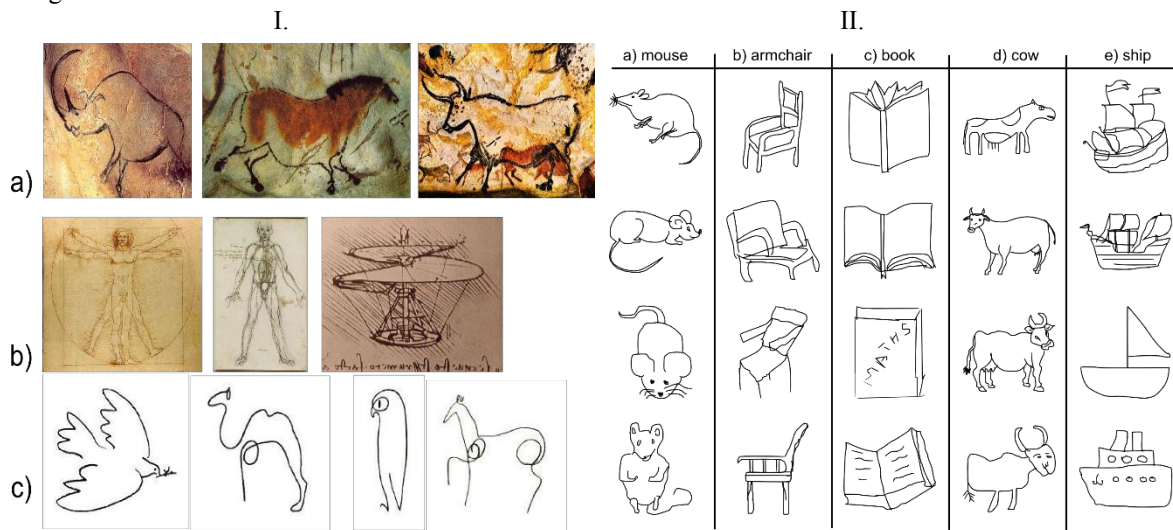 I.
II.
a) mouse
b) armchair
c) book
d) cow
e) ship
a)
b)
MATHS
c)